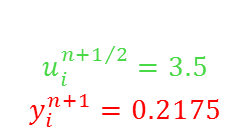 u_i^{n+1/2} = 3.5
y_i^{n+1} = 0.2175